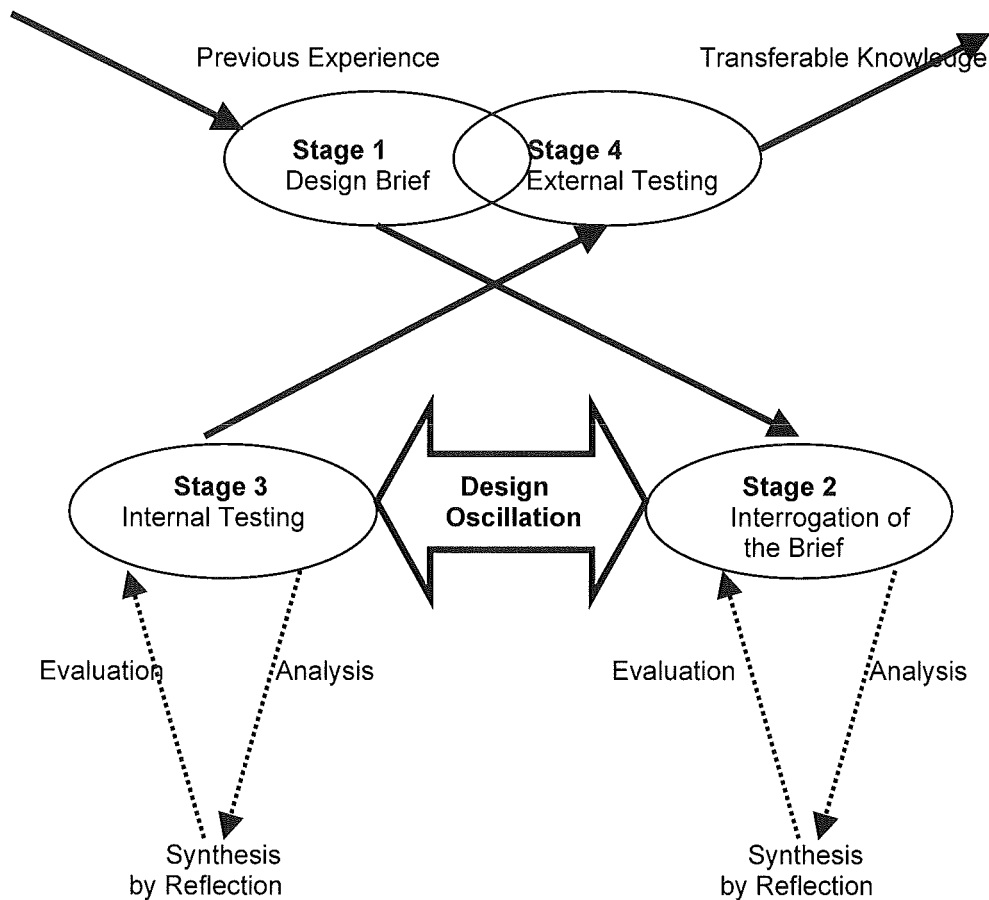 Previous Experience
Transferable Knowledge
Stage 1
Design Brief
Stage 4
External Testing
Stage 3
Internal Testing
Design
Oscillation
Stage 2
Interrogation of
the Brief
Evaluation
Analysis
Evaluation
Analysis
Synthesis
by Reflection
Synthesis
by Reflection